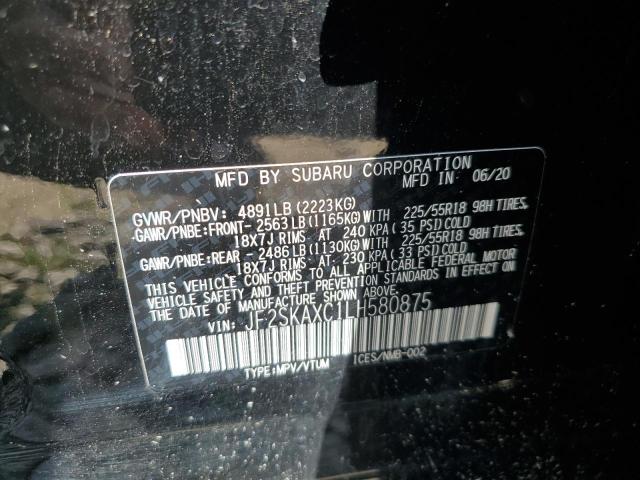 MFD BY SUBARU CORPORATION
MFD IN 06/20
GVWR/PNBV: 4891LB(2223KG)
GAWR/PNBE:FRONT- 2563LB(1165KG)WITH 225/55R18 98H TIRES
18X7J RIMS AT 240 KPA (35 PSI) COLD
GAWR/PNBE:REAR - 2486LB(1130KG)WITH 225/55R18 98H TIRES
18X7J RIMS AT 230 KPA (33 PSI) COLD
THIS VEHICLE CONFORMS TO ALL APPLICABLE FEDERAL MOTOR
VEHICLE SAFETY AND THEFT PREVENTION STANDARDS IN EFFECT ON
THE DATE OF MANUFACTURE SHOWN ABOVE.
VIN: JF2SKAXC1LH580875
TYPE:MPV/VTUM ICES/NMB-002